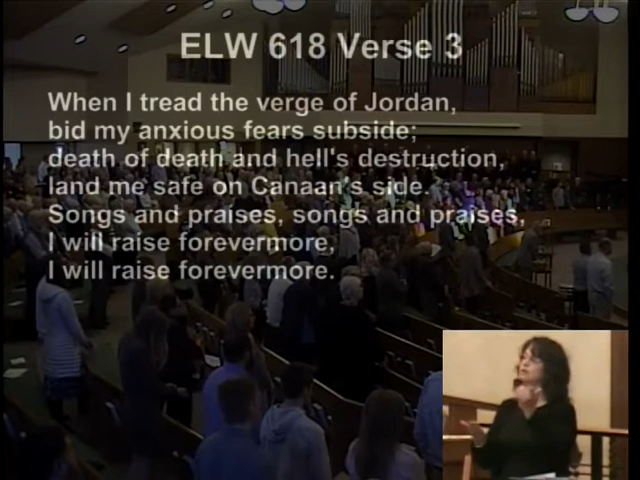 ELW 618 Verse 3
When I tread the verge of Jordan,
bid my anxious fears subside;
death of death and hell's destruction,
land me safe on Canaan's side.
Songs and praises, songs and praises,
I will raise forevermore,
I will raise forevermore.